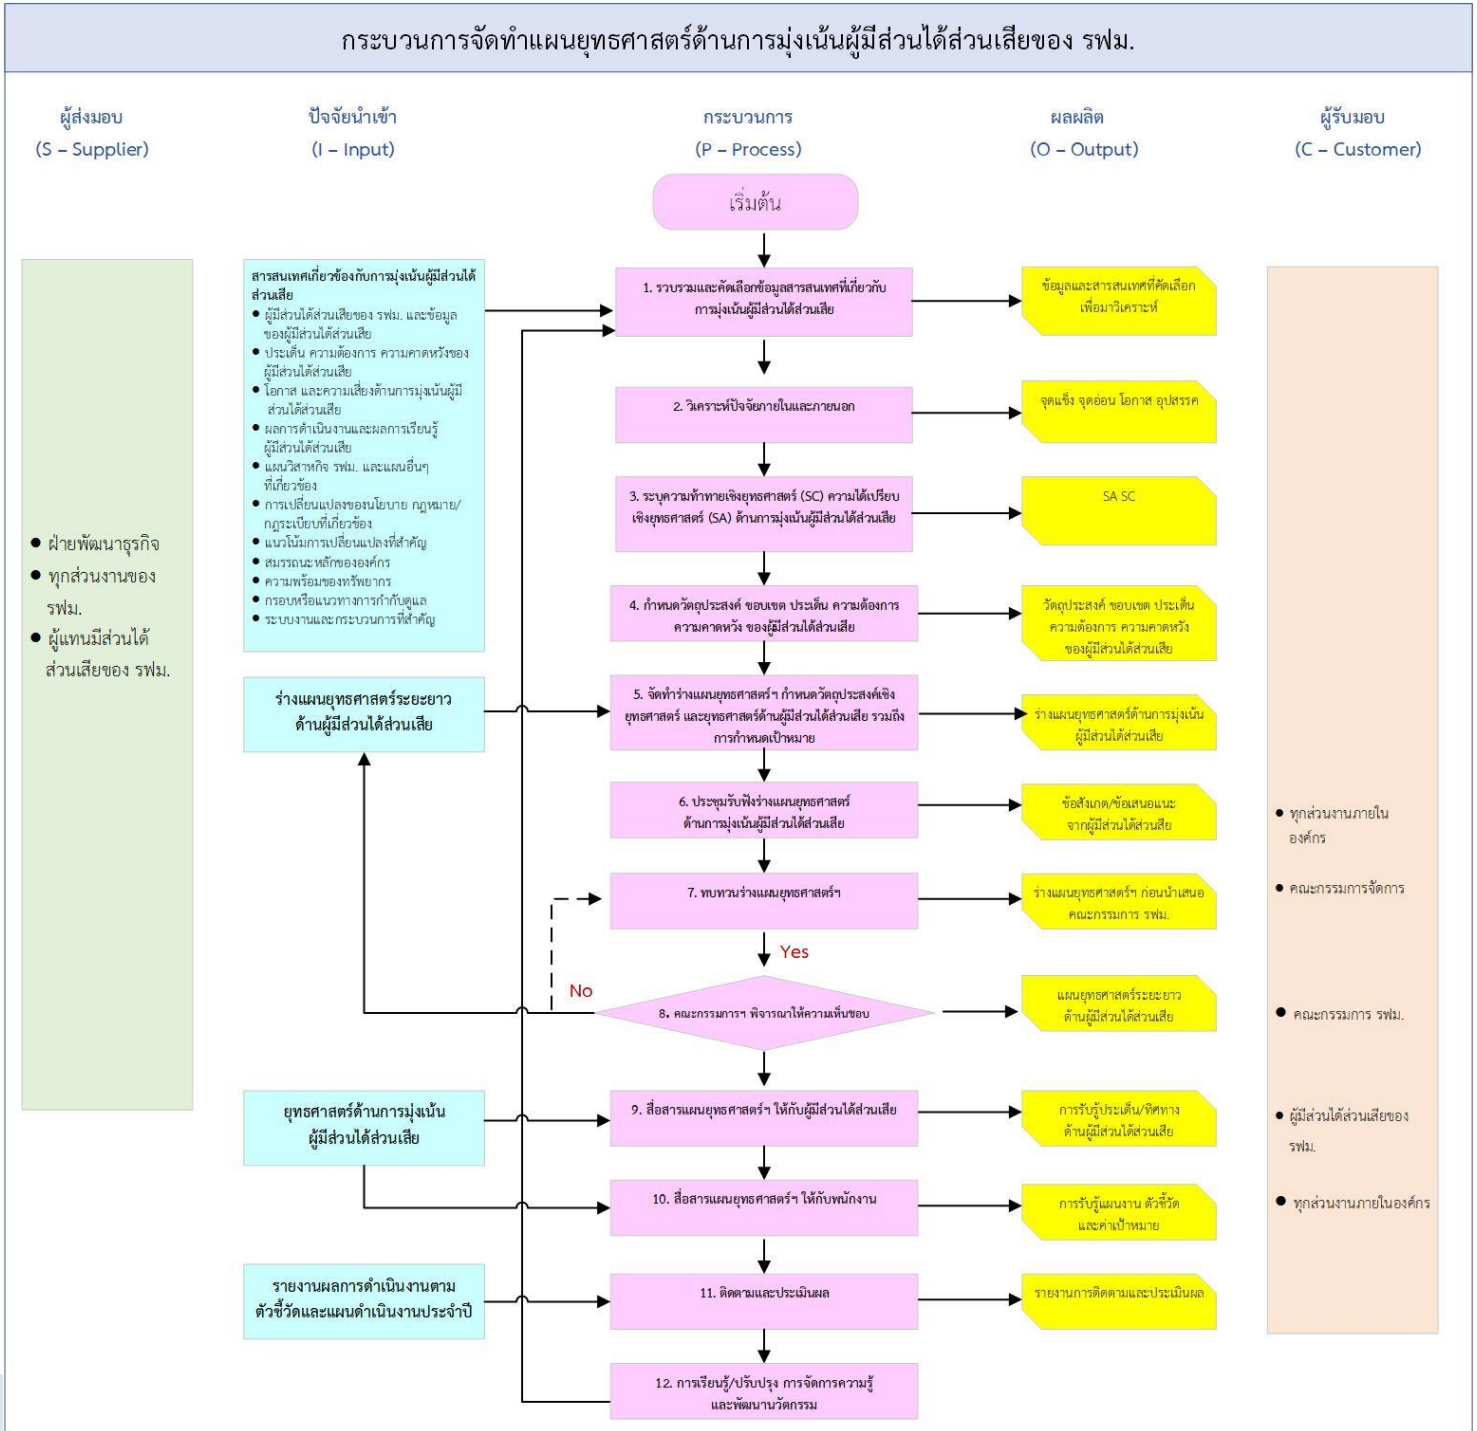 กระบวนการจัดทำแผนยุทธศาสตร์ด้านการมุ่งเน้นผู้มีส่วนได้ส่วนเสียของ รฟม.
ผู้ส่งมอบ
(S – Supplier)
ปัจจัยนำเข้า
(I – Input)
กระบวนการ
(P – Process)
ผลผลิต
(O – Output)
ผู้รับมอบ
(C – Customer)
● ฝ่ายพัฒนาธุรกิจ
● ทุกส่วนงานของ
รฟม.
● ผู้แทนมีส่วนได้
ส่วนเสียของ รฟม.
สารสนเทศเกี่ยวข้องกับการมุ่งเน้นผู้มีส่วนได้
ส่วนเสีย
● ผู้มีส่วนได้ส่วนเสียของ รฟม. และข้อมูล
ของผู้มีส่วนได้ส่วนเสีย
● ประเด็น ความต้องการ ความคาดหวังของ
ผู้มีส่วนได้ส่วนเสีย
● โอกาส และความเสี่ยงด้านการมุ่งเน้นผู้มี
ส่วนได้ส่วนเสีย
● ผลการดำเนินงานและผลการเรียนรู้
ผู้มีส่วนได้ส่วนเสีย
● แผนวิสาหกิจ รฟม. และแผนอื่นๆ
ที่เกี่ยวข้อง
● การเปลี่ยนแปลงของนโยบาย กฎหมาย/
กฎระเบียบที่เกี่ยวข้อง
● แนวโน้มการเปลี่ยนแปลงที่สำคัญ
● สมรรถนะหลักขององค์กร
● ความพร้อมของทรัพยากร
● กรอบหรือแนวทางการกำกับดูแล
● ระบบงานและกระบวนการที่สำคัญ
ร่างแผนยุทธศาสตร์ระยะยาว
ด้านผู้มีส่วนได้ส่วนเสีย
ยุทธศาสตร์ด้านการมุ่งเน้น
ผู้มีส่วนได้ส่วนเสีย
รายงานผลการดำเนินงานตาม
ตัวชี้วัดและแผนดำเนินงานประจำปี
เริ่มต้น
1. รวบรวมและคัดเลือกข้อมูลสารสนเทศที่เกี่ยวกับ
การมุ่งเน้นผู้มีส่วนได้ส่วนเสีย
2. วิเคราะห์ปัจจัยภายในและภายนอก
3. ระบุความท้าทายเชิงยุทธศาสตร์ (SC) ความได้เปรียบ
เชิงยุทธศาสตร์ (SA) ด้านการมุ่งเน้นผู้มีส่วนได้ส่วนเสีย
4. กำหนดวัตถุประสงค์ ขอบเขต ประเด็น ความต้องการ
ความคาดหวัง ของผู้มีส่วนได้ส่วนเสีย
5. จัดทำร่างแผนยุทธศาสตร์ฯ กำหนดวัตถุประสงค์เชิง
ยุทธศาสตร์ และยุทธศาสตร์ด้านผู้มีส่วนได้ส่วนเสีย รวมถึง
การกำหนดเป้าหมาย
6. ประชุมรับฟังร่างแผนยุทธศาสตร์
ด้านการมุ่งเน้นผู้มีส่วนได้ส่วนเสีย
7. ทบทวนร่างแผนยุทธศาสตร์ฯ
Yes
No
8. คณะกรรมการฯ พิจารณาให้ความเห็นชอบ
9. สื่อสารแผนยุทธศาสตร์ฯ ให้กับผู้มีส่วนได้ส่วนเสีย
10. สื่อสารแผนยุทธศาสตร์ฯ ให้กับพนักงาน
11. ติดตามและประเมินผล
12. การเรียนรู้/ปรับปรุง การจัดการความรู้
และพัฒนานวัตกรรม
ข้อมูลและสารสนเทศที่คัดเลือก
เพื่อมาวิเคราะห์
จุดแข็ง จุดอ่อน โอกาส อุปสรรค
SA SC
วัตถุประสงค์ ขอบเขต ประเด็น
ความต้องการ ความคาดหวัง
ของผู้มีส่วนได้ส่วนเสีย
ร่างแผนยุทธศาสตร์ด้านการมุ่งเน้น
ผู้มีส่วนได้ส่วนเสีย
ข้อสังเกต/ข้อเสนอแนะ
จากผู้มีส่วนได้ส่วนสีย
ร่างแผนยุทธศาสตร์ฯ ก่อนนำเสนอ
คณะกรรมการ รฟม.
แผนยุทธศาสตร์ระยะยาว
ด้านผู้มีส่วนได้ส่วนเสีย
การรับรู้ประเด็น/ทิศทาง
ด้านผู้มีส่วนได้ส่วนเสีย
การรับรู้แผนงาน ตัวชี้วัด
และค่าเป้าหมาย
รายงานการติดตามและประเมินผล
● ทุกส่วนงานภายใน
องค์กร
● คณะกรรมการจัดการ
● คณะกรรมการ รฟม.
● ผู้มีส่วนได้ส่วนเสียของ
รฟม.
● ทุกส่วนงานภายในองค์กร